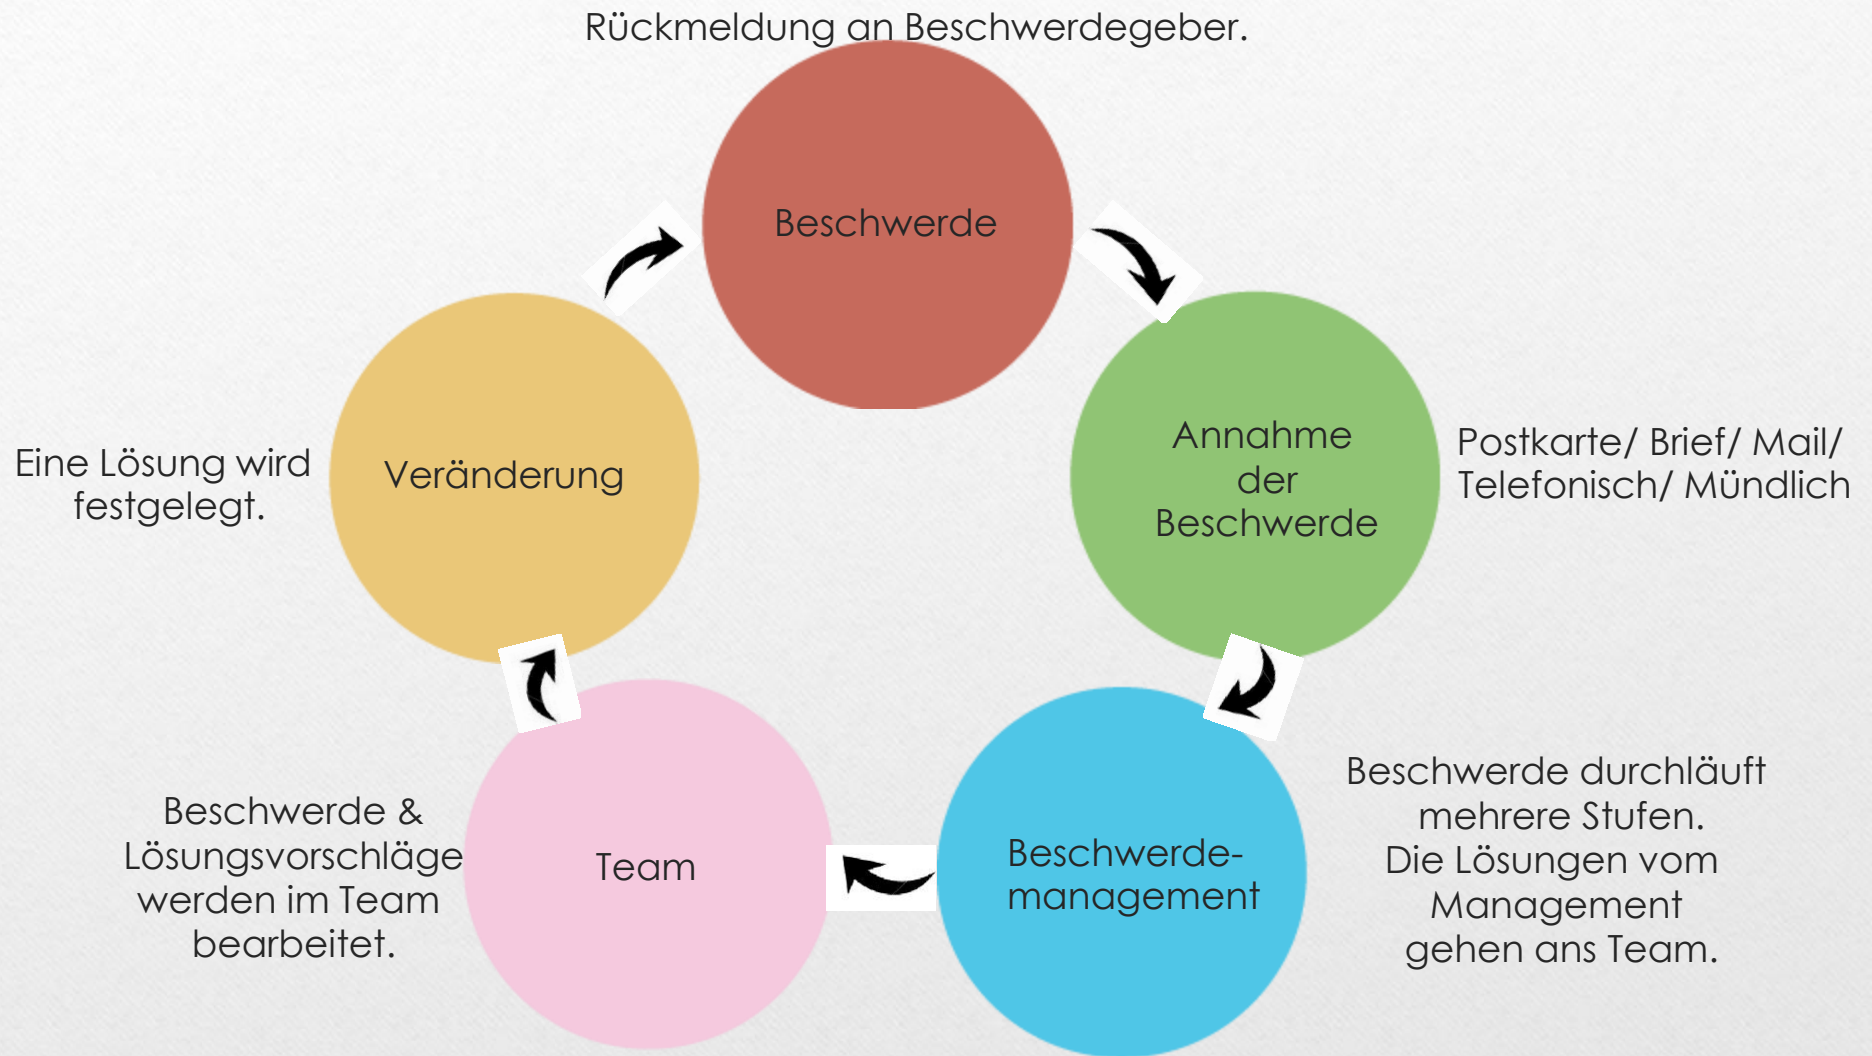 Rückmeldung an Beschwerdegeber.
Beschwerde
Annahme
der
Beschwerde
Postkarte/ Brief/ Mail/
Telefonisch/ Mündlich
Beschwerde-
management
Beschwerde durchläuft
mehrere Stufen.
Die Lösungen vom
Management
gehen ans Team.
Team
Beschwerde &
Lösungsvorschläge
werden im Team
bearbeitet.
Veränderung
Eine Lösung wird
festgelegt.